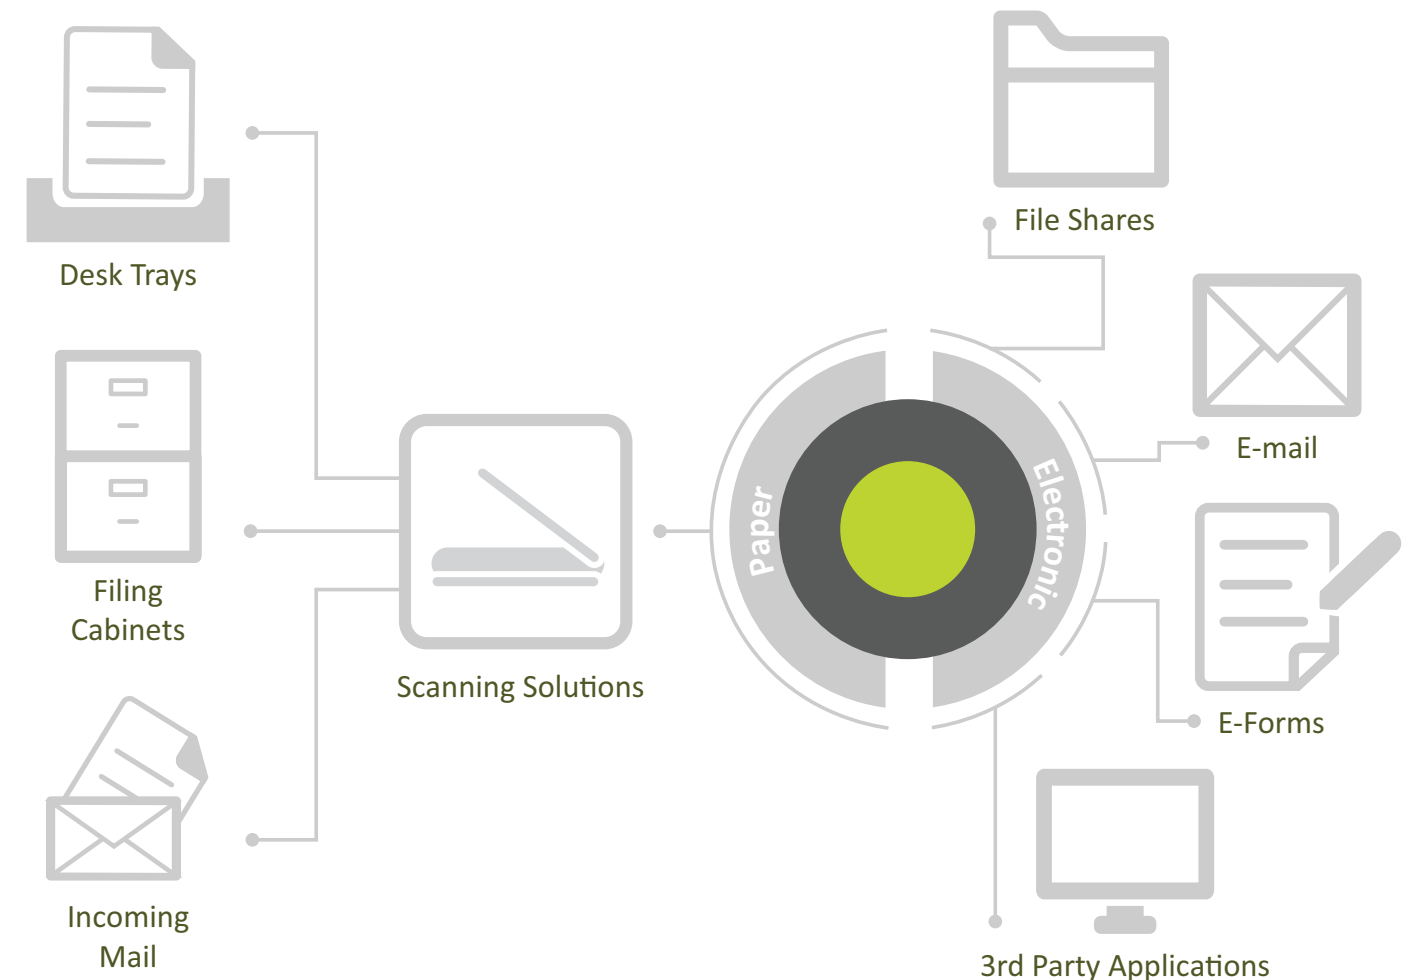 Desk Trays
Filing
Cabinets
Incoming
Mail
Scanning Solutions
Paper
Electronic
File Shares
E-mail
E-Forms
3rd Party Applications